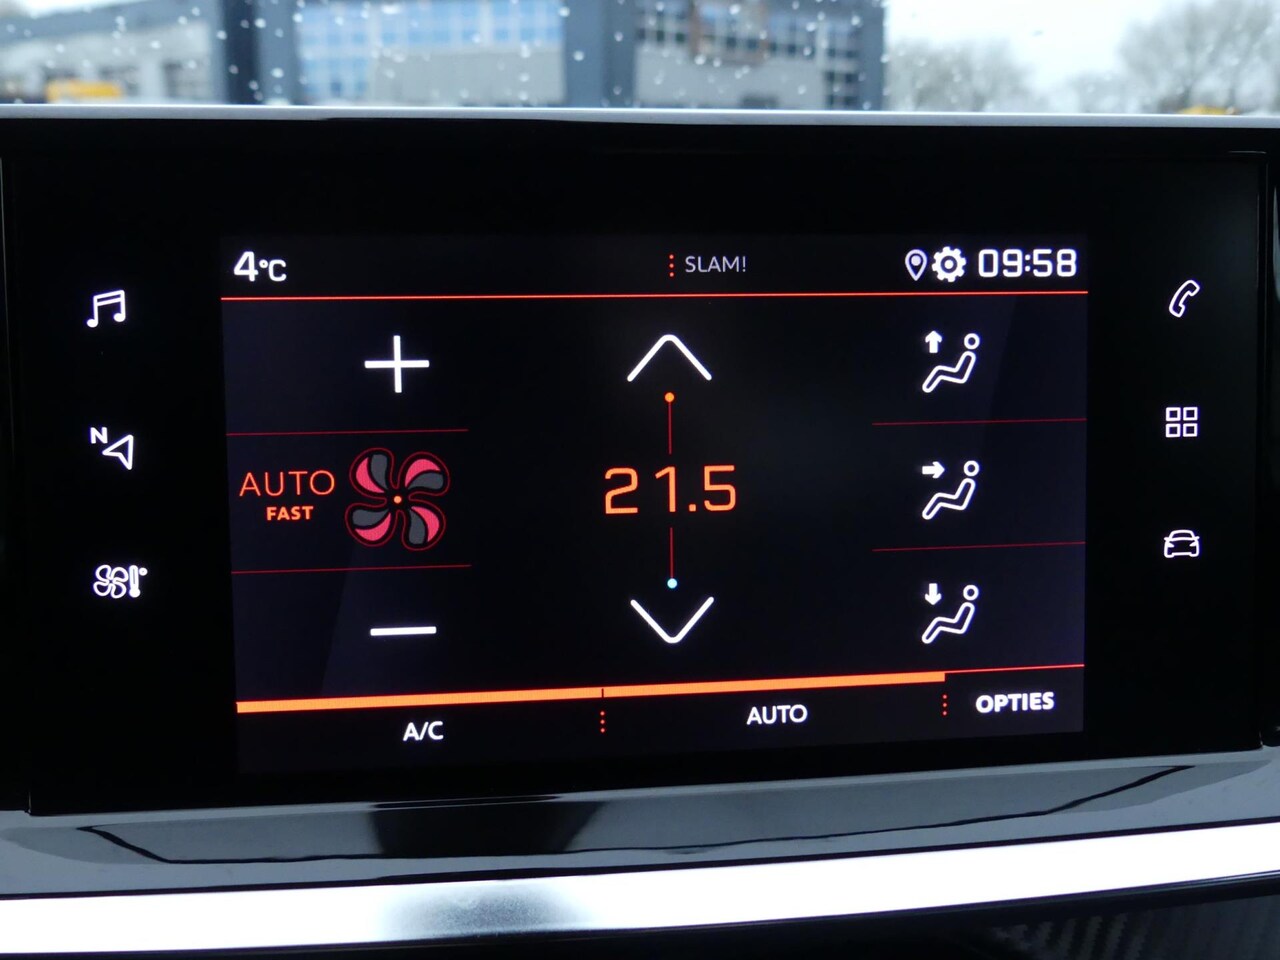 4°C
SLAM!
09:58
N
AUTO
FAST
21.5
A/C
AUTO
OPTIES